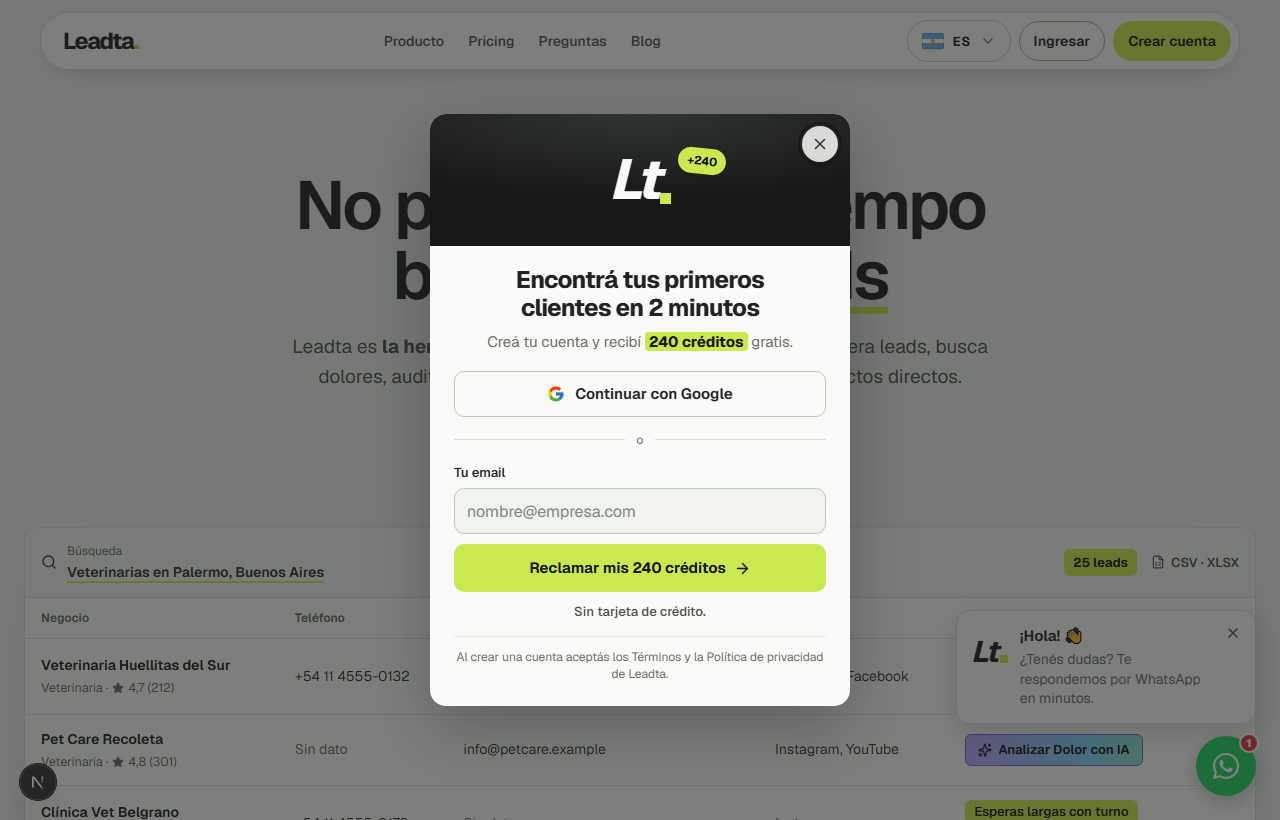 Leadta.
Producto
Pricing
Preguntas
Blog
ES
Ingresar
Crear cuenta
Lt.
+240
Encontrá tus primeros
clientes en 2 minutos
Creá tu cuenta y recibí 240 créditos gratis.
Continuar con Google
o
Tu email
nombre@empresa.com
Reclamar mis 240 créditos →
Sin tarjeta de crédito.
Al crear una cuenta aceptás los Términos y la Política de privacidad
de Leadta.
No
Leadta es la
era leads, busca
dolores,
directos.
Búsqueda
Veterinarias en Palermo, Buenos Aires
25 leads
CSV · XLSX
Negocio
Teléfono
Veterinaria Huellitas del Sur
Veterinaria · ★ 4,7 (212)
+54 11 4555-0132
Facebook
Pet Care Recoleta
Veterinaria · ★ 4,8 (301)
Sin dato
info@petcare.example
Instagram, YouTube
Analizar Dolor con IA
Clínica Vet Belgrano
Esperas largas con turno
Lt.
¡Hola! 👋
¿Tenés dudas? Te
respondemos por WhatsApp
en minutos.
1
N